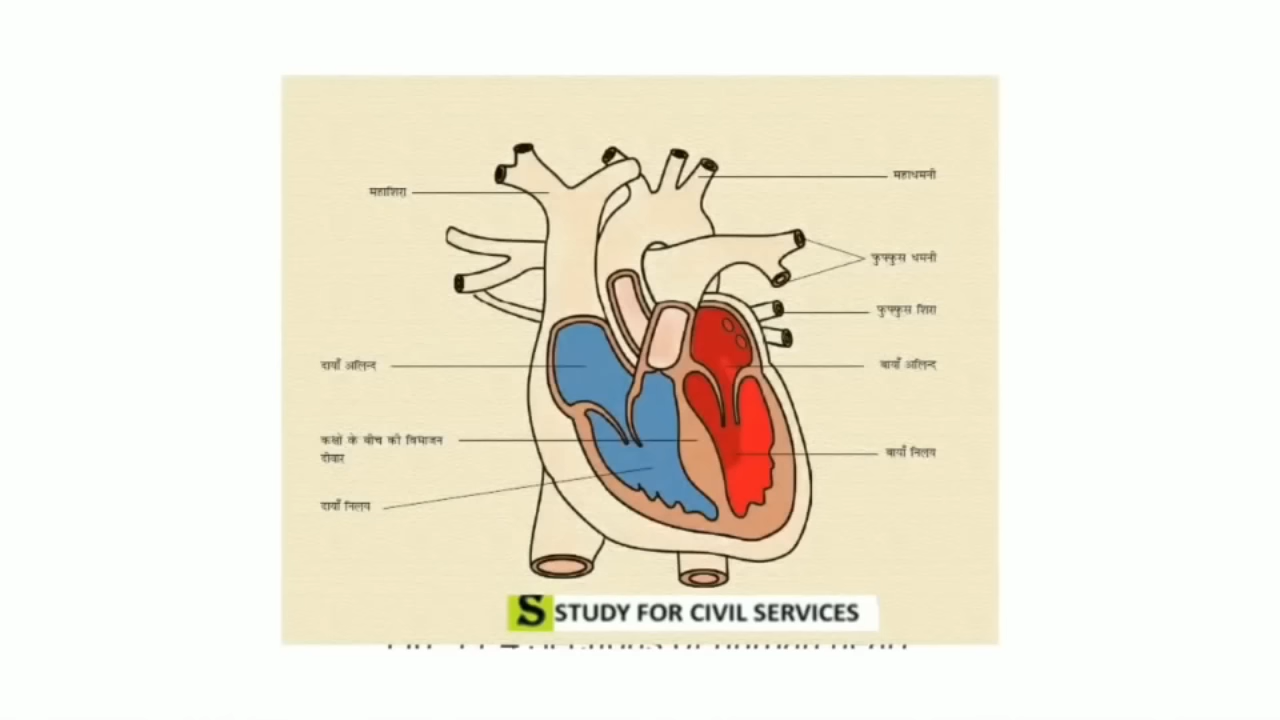 महाशिरा
महाधमनी
फुफ्फुस धमनी
फुफ्फुस शिरा
दायाँ अलिन्द
बायाँ अलिन्द
कक्षों के बीच की विभाजन
दीवार
बायाँ निलय
दायाँ निलय
S STUDY FOR CIVIL SERVICES